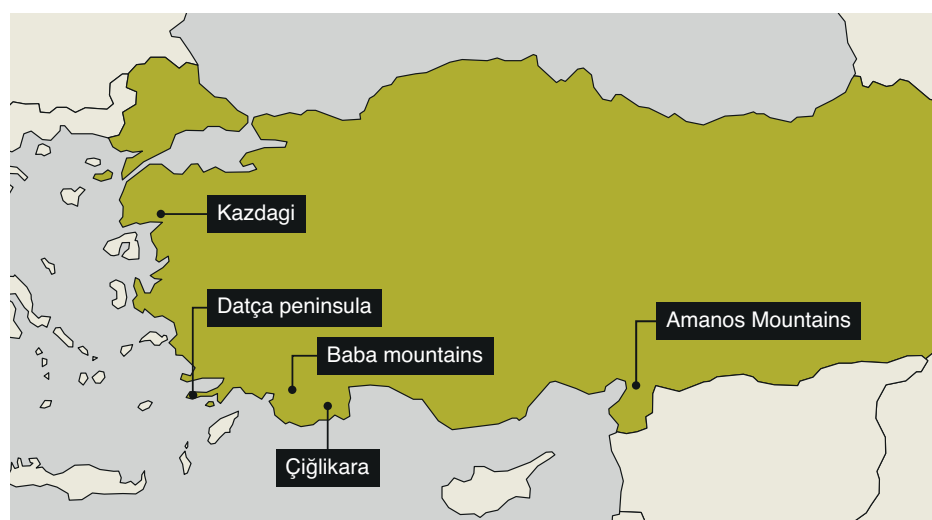 Kazdagi
Datça peninsula
Amanos Mountains
Baba mountains
Çiğlikara